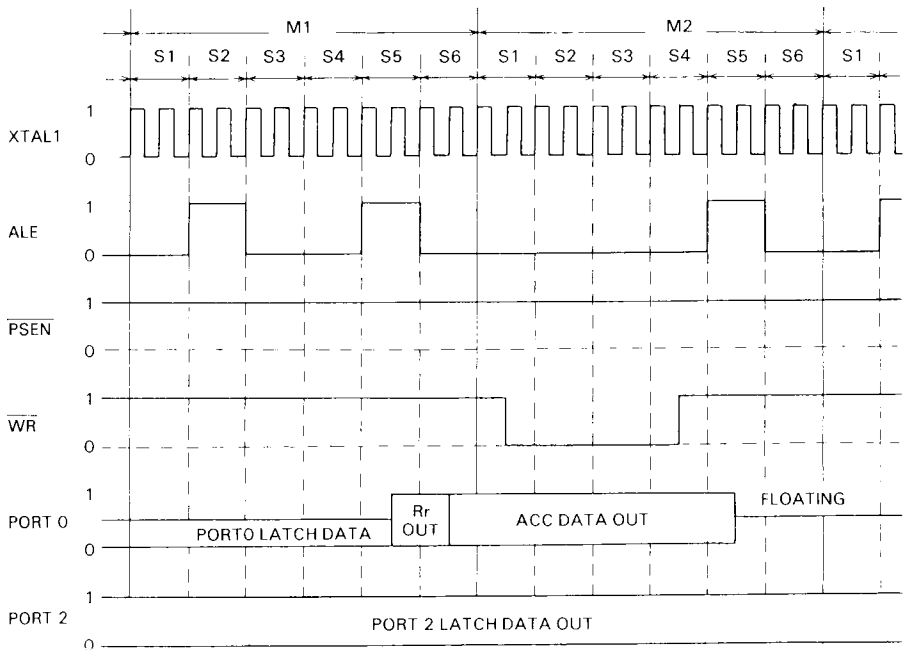 M1 M2
S1 S2 S3 S4 S5 S6 S1 S2 S3 S4 S5 S6 S1
1
XTAL1
0
1
ALE
0
1
PSEN
0
1
WR
0
1
PORT 0
0
PORT0 LATCH DATA
Rr
OUT
ACC DATA OUT
FLOATING
1
PORT 2
0
PORT 2 LATCH DATA OUT